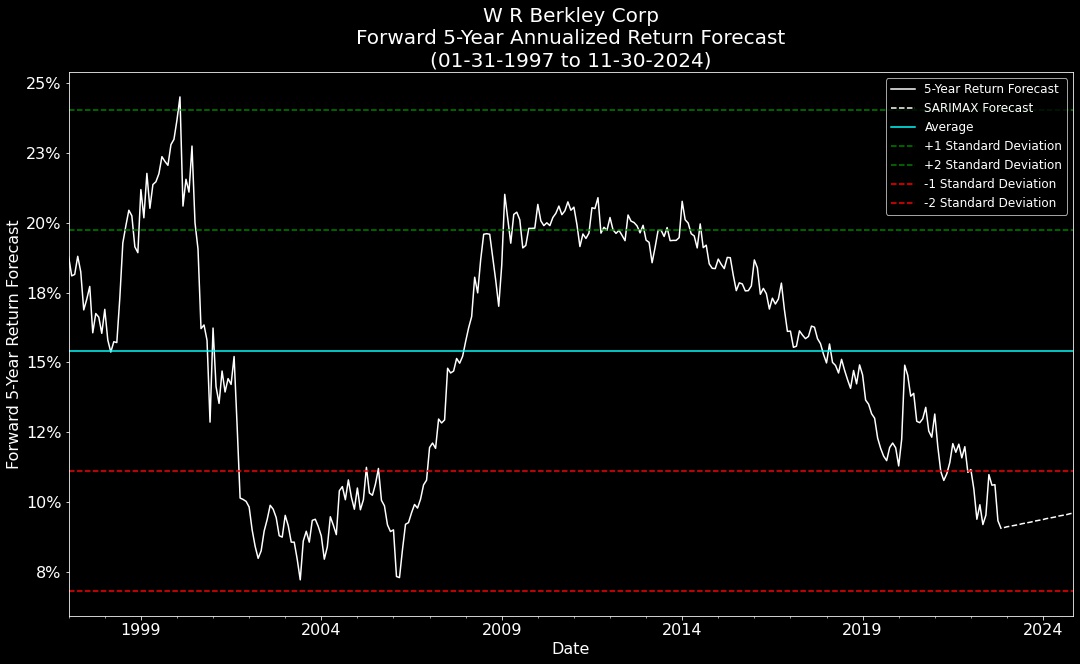 W R Berkley Corp
Forward 5-Year Annualized Return Forecast
(01-31-1997 to 11-30-2024)
5-Year Return Forecast
SARIMAX Forecast
Average
+1 Standard Deviation
+2 Standard Deviation
-1 Standard Deviation
-2 Standard Deviation
Forward 5-Year Return Forecast
25%
23%
20%
18%
15%
12%
10%
8%
1999
2004
2009
2014
2019
2024
Date